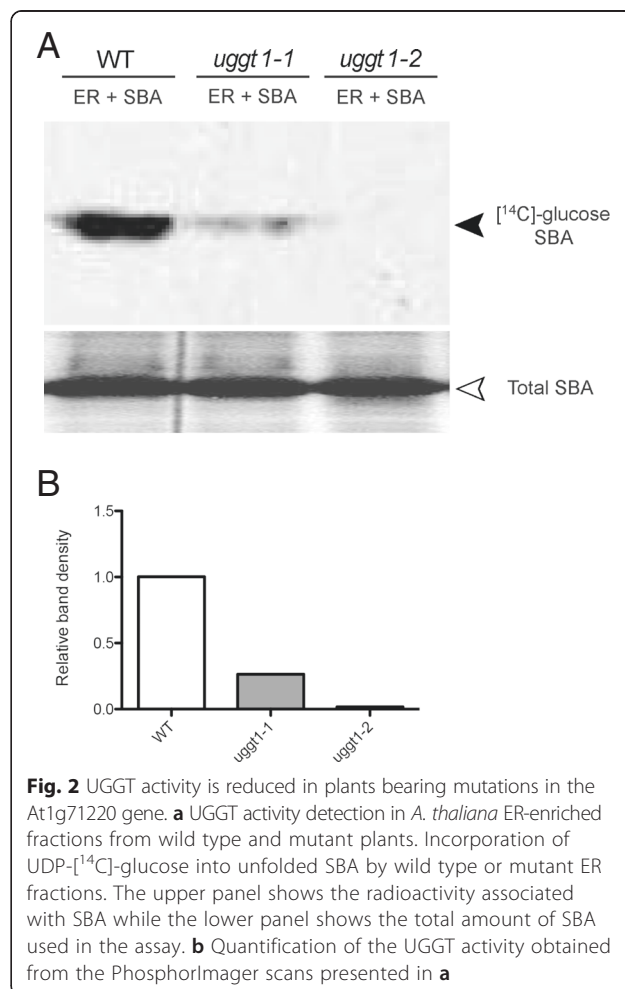 A
WT uggt1-1 uggt1-2
ER + SBA ER + SBA ER + SBA
[¹⁴C]-glucose
SBA
Total SBA
B
Relative band density
1.5
1.0
0.5
0.0
WT
uggt1-1
uggt1-2
Fig. 2 UGGT activity is reduced in plants bearing mutations in the
At1g71220 gene. a UGGT activity detection in A. thaliana ER-enriched
fractions from wild type and mutant plants. Incorporation of
UDP-[¹⁴C]-glucose into unfolded SBA by wild type or mutant ER
fractions. The upper panel shows the radioactivity associated
with SBA while the lower panel shows the total amount of SBA
used in the assay. b Quantification of the UGGT activity obtained
from the PhosphorImager scans presented in a